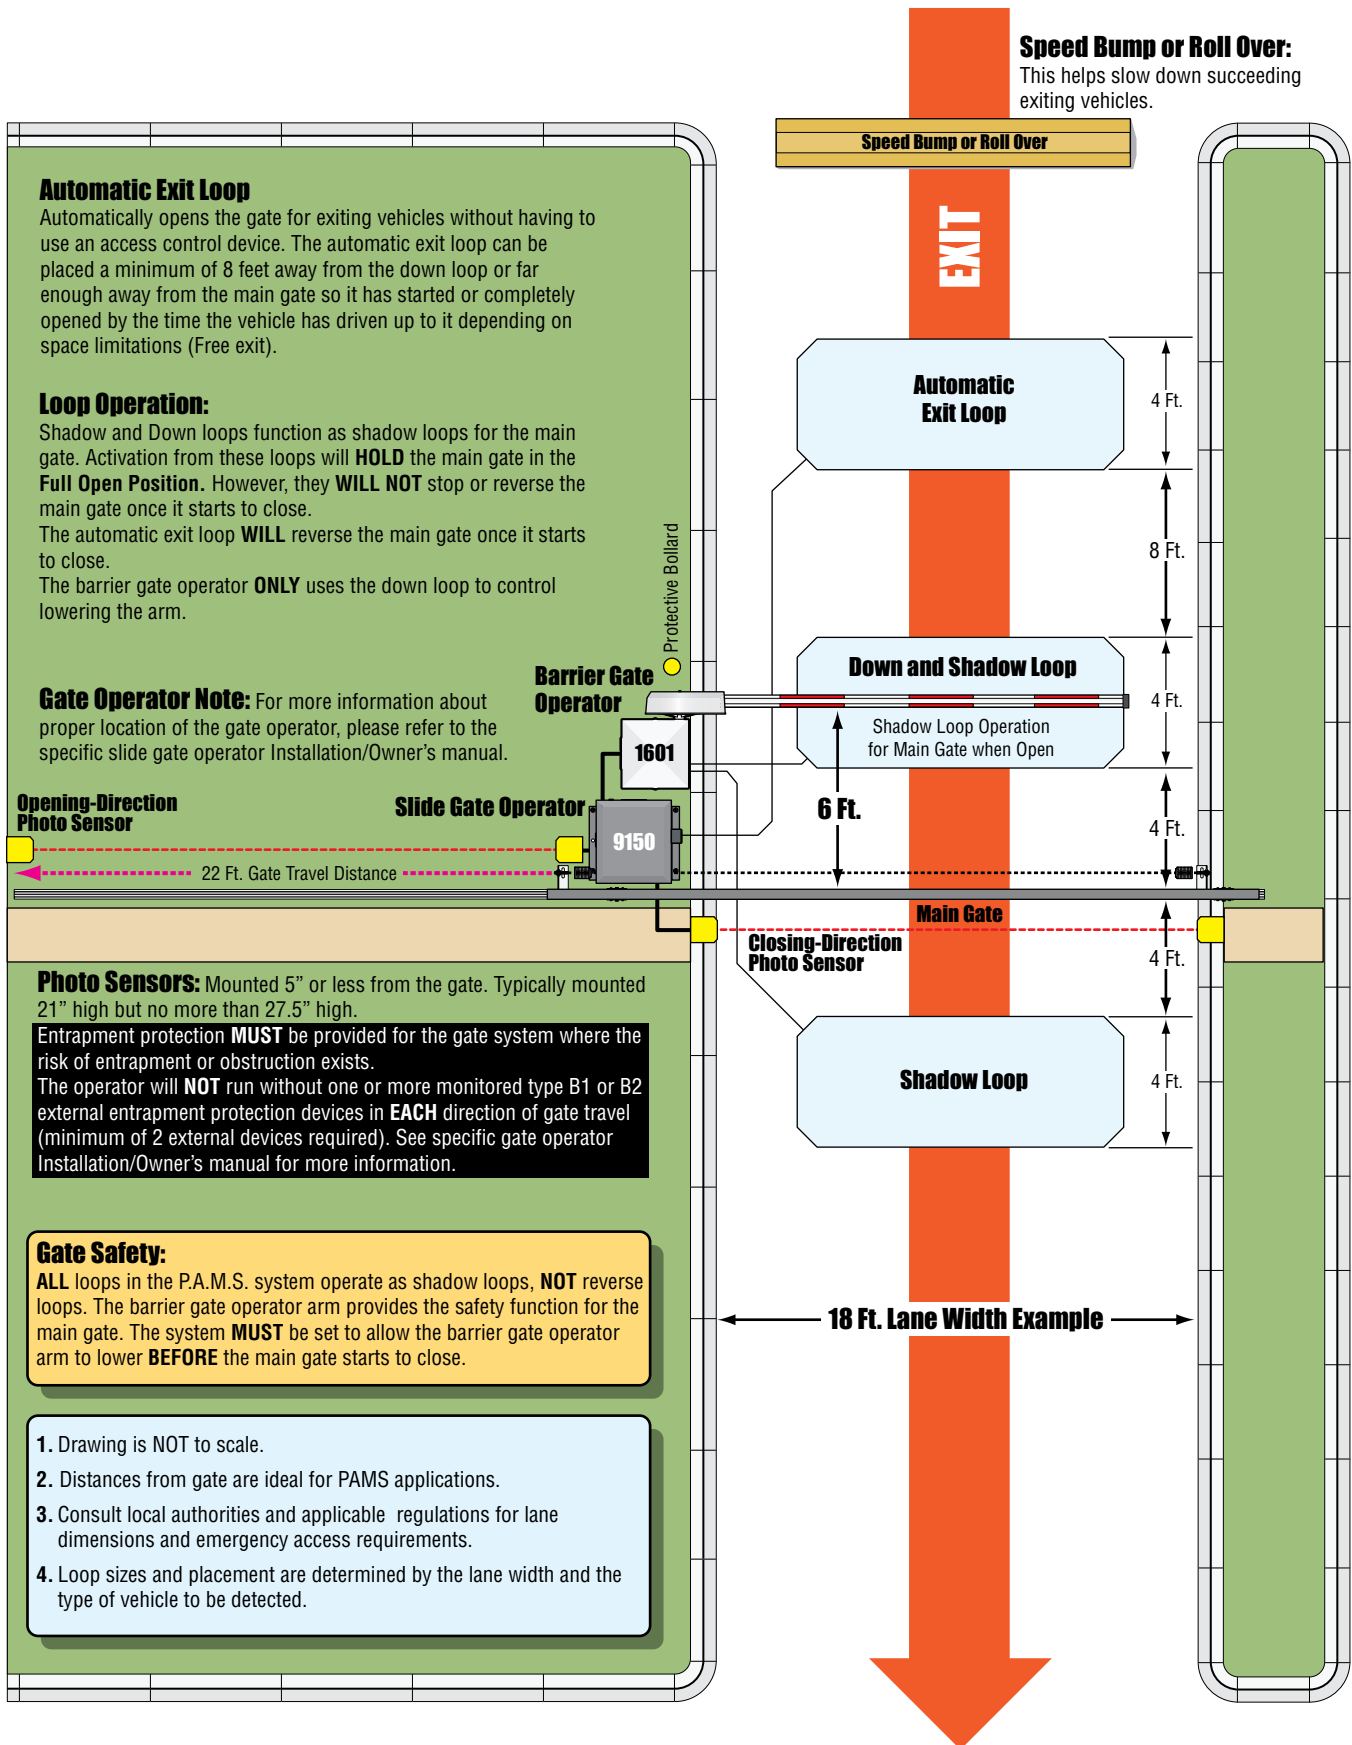 Speed Bump or Roll Over:
This helps slow down succeeding
exiting vehicles.
Speed Bump or Roll Over
EXIT
Automatic Exit Loop
Automatically opens the gate for exiting vehicles without having to
use an access control device. The automatic exit loop can be
placed a minimum of 8 feet away from the down loop or far
enough away from the main gate so it has started or completely
opened by the time the vehicle has driven up to it depending on
space limitations (Free exit).
Loop Operation:
Shadow and Down loops function as shadow loops for the main
gate. Activation from these loops will HOLD the main gate in the
Full Open Position. However, they WILL NOT stop or reverse the
main gate once it starts to close.
The automatic exit loop WILL reverse the main gate once it starts
to close.
The barrier gate operator ONLY uses the down loop to control
lowering the arm.
Gate Operator Note: For more information about
proper location of the gate operator, please refer to the
specific slide gate operator Installation/Owner's manual.
Automatic
Exit Loop
4 Ft.
8 Ft.
Protective Bollard
Barrier Gate
Operator
1601
Down and Shadow Loop
4 Ft.
Shadow Loop Operation
for Main Gate when Open
6 Ft.
4 Ft.
Opening-Direction
Photo Sensor
Slide Gate Operator
9150
22 Ft. Gate Travel Distance
Main Gate
Closing-Direction
Photo Sensor
4 Ft.
Shadow Loop
4 Ft.
Photo Sensors: Mounted 5” or less from the gate. Typically mounted
21” high but no more than 27.5” high.
Entrapment protection MUST be provided for the gate system where the
risk of entrapment or obstruction exists.
The operator will NOT run without one or more monitored type B1 or B2
external entrapment protection devices in EACH direction of gate travel
(minimum of 2 external devices required). See specific gate operator
Installation/Owner's manual for more information.
Gate Safety:
ALL loops in the P.A.M.S. system operate as shadow loops, NOT reverse
loops. The barrier gate operator arm provides the safety function for the
main gate. The system MUST be set to allow the barrier gate operator
arm to lower BEFORE the main gate starts to close.
18 Ft. Lane Width Example
1. Drawing is NOT to scale.
2. Distances from gate are ideal for PAMS applications.
3. Consult local authorities and applicable regulations for lane
dimensions and emergency access requirements.
4. Loop sizes and placement are determined by the lane width and the
type of vehicle to be detected.